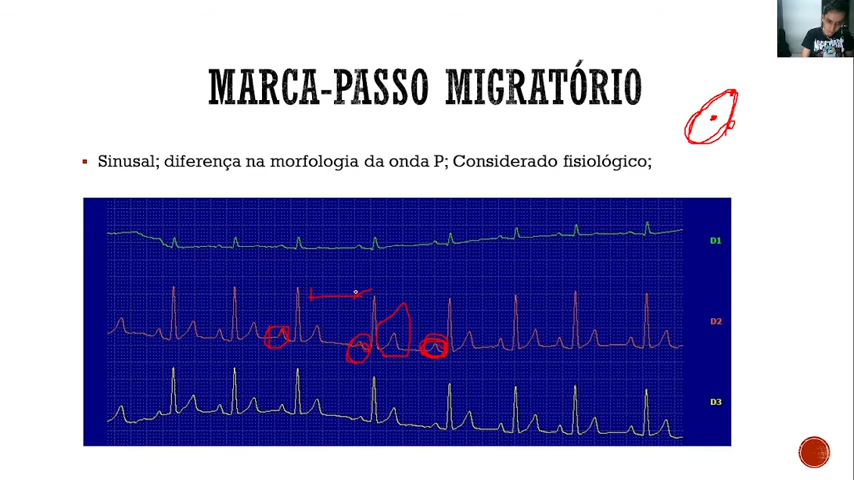 MARCA-PASSO MIGRATÓRIO
Sinusal; diferença na morfologia da onda P; Considerado fisiológico;
D1
D2
D3